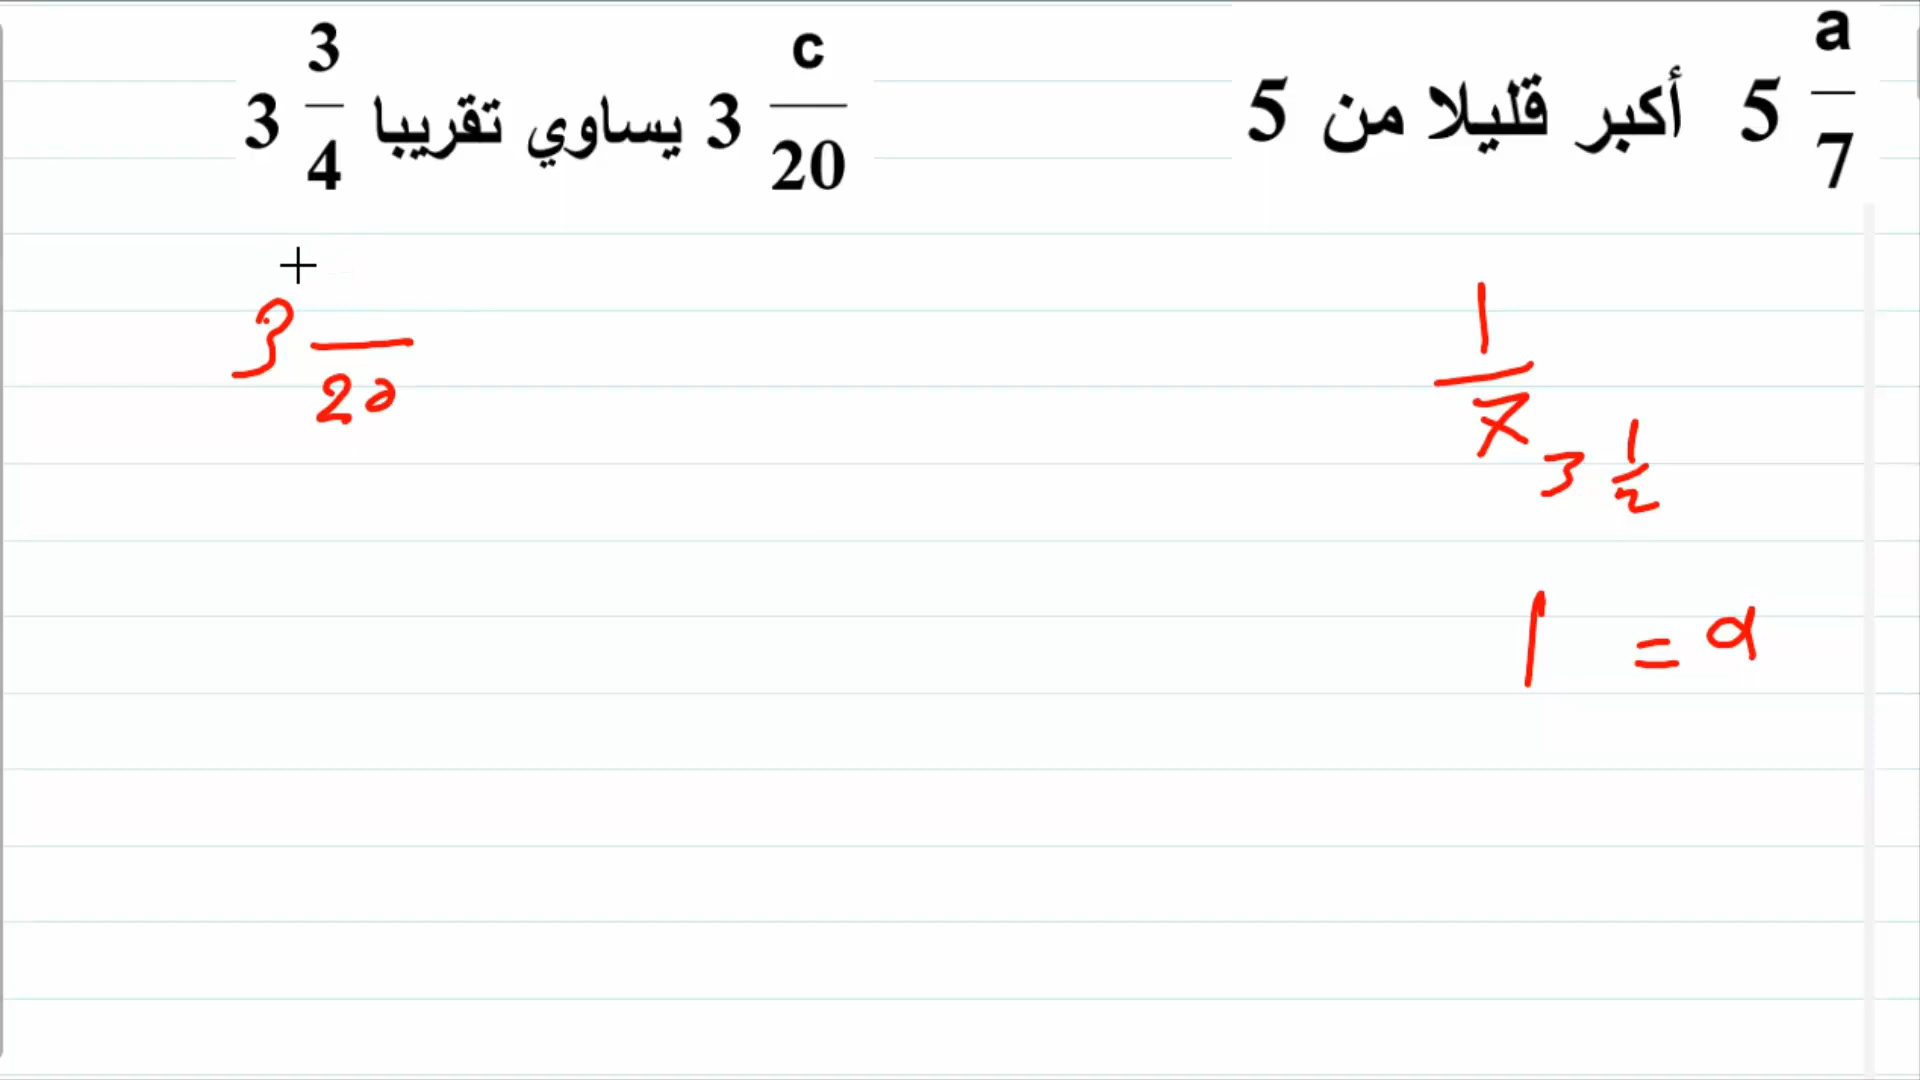 5 a/7 أكبر قليلا من 5
3 c/20 يساوي تقريبا 3 3/4
1/7
3 1/2
1 = a
3 /20